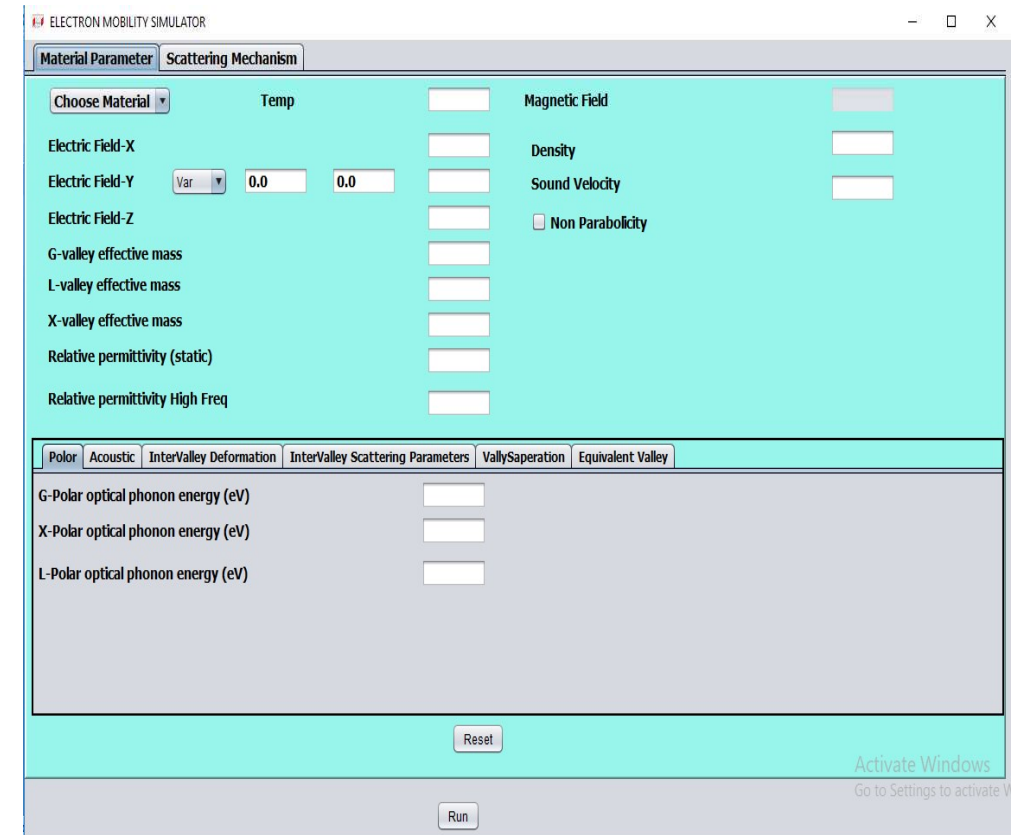 ELECTRON MOBILITY SIMULATOR
Material Parameter Scattering Mechanism
Choose Material Temp Magnetic Field
Electric Field-X Density
Electric Field-Y Var 0.0 0.0 Sound Velocity
Electric Field-Z Non Parabolicity
G-valley effective mass
L-valley effective mass
X-valley effective mass
Relative permittivity (static)
Relative permittivity High Freq
Polor Acoustic InterValley Deformation InterValley Scattering Parameters VallySaperation Equivalent Valley
G-Polar optical phonon energy (eV)
X-Polar optical phonon energy (eV)
L-Polar optical phonon energy (eV)
Reset
Activate Windows
Go to Settings to activate W
Run